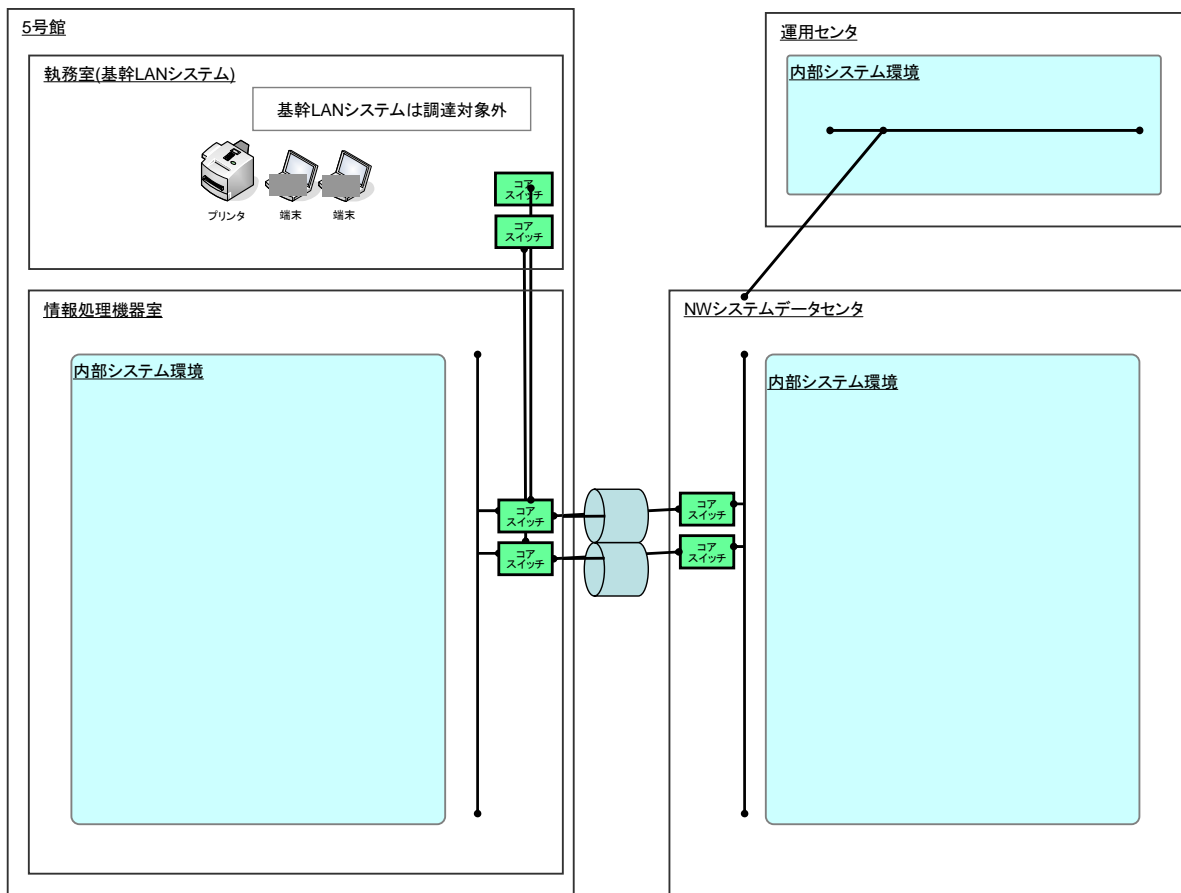 5号館
執務室(基幹LANシステム)
基幹LANシステムは調達対象外
プリンタ
端末
端末
コア
スイッチ
コア
スイッチ
情報処理機器室
内部システム環境
コア
スイッチ
コア
スイッチ
運用センタ
内部システム環境
NWシステムデータセンタ
内部システム環境
コア
スイッチ
コア
スイッチ